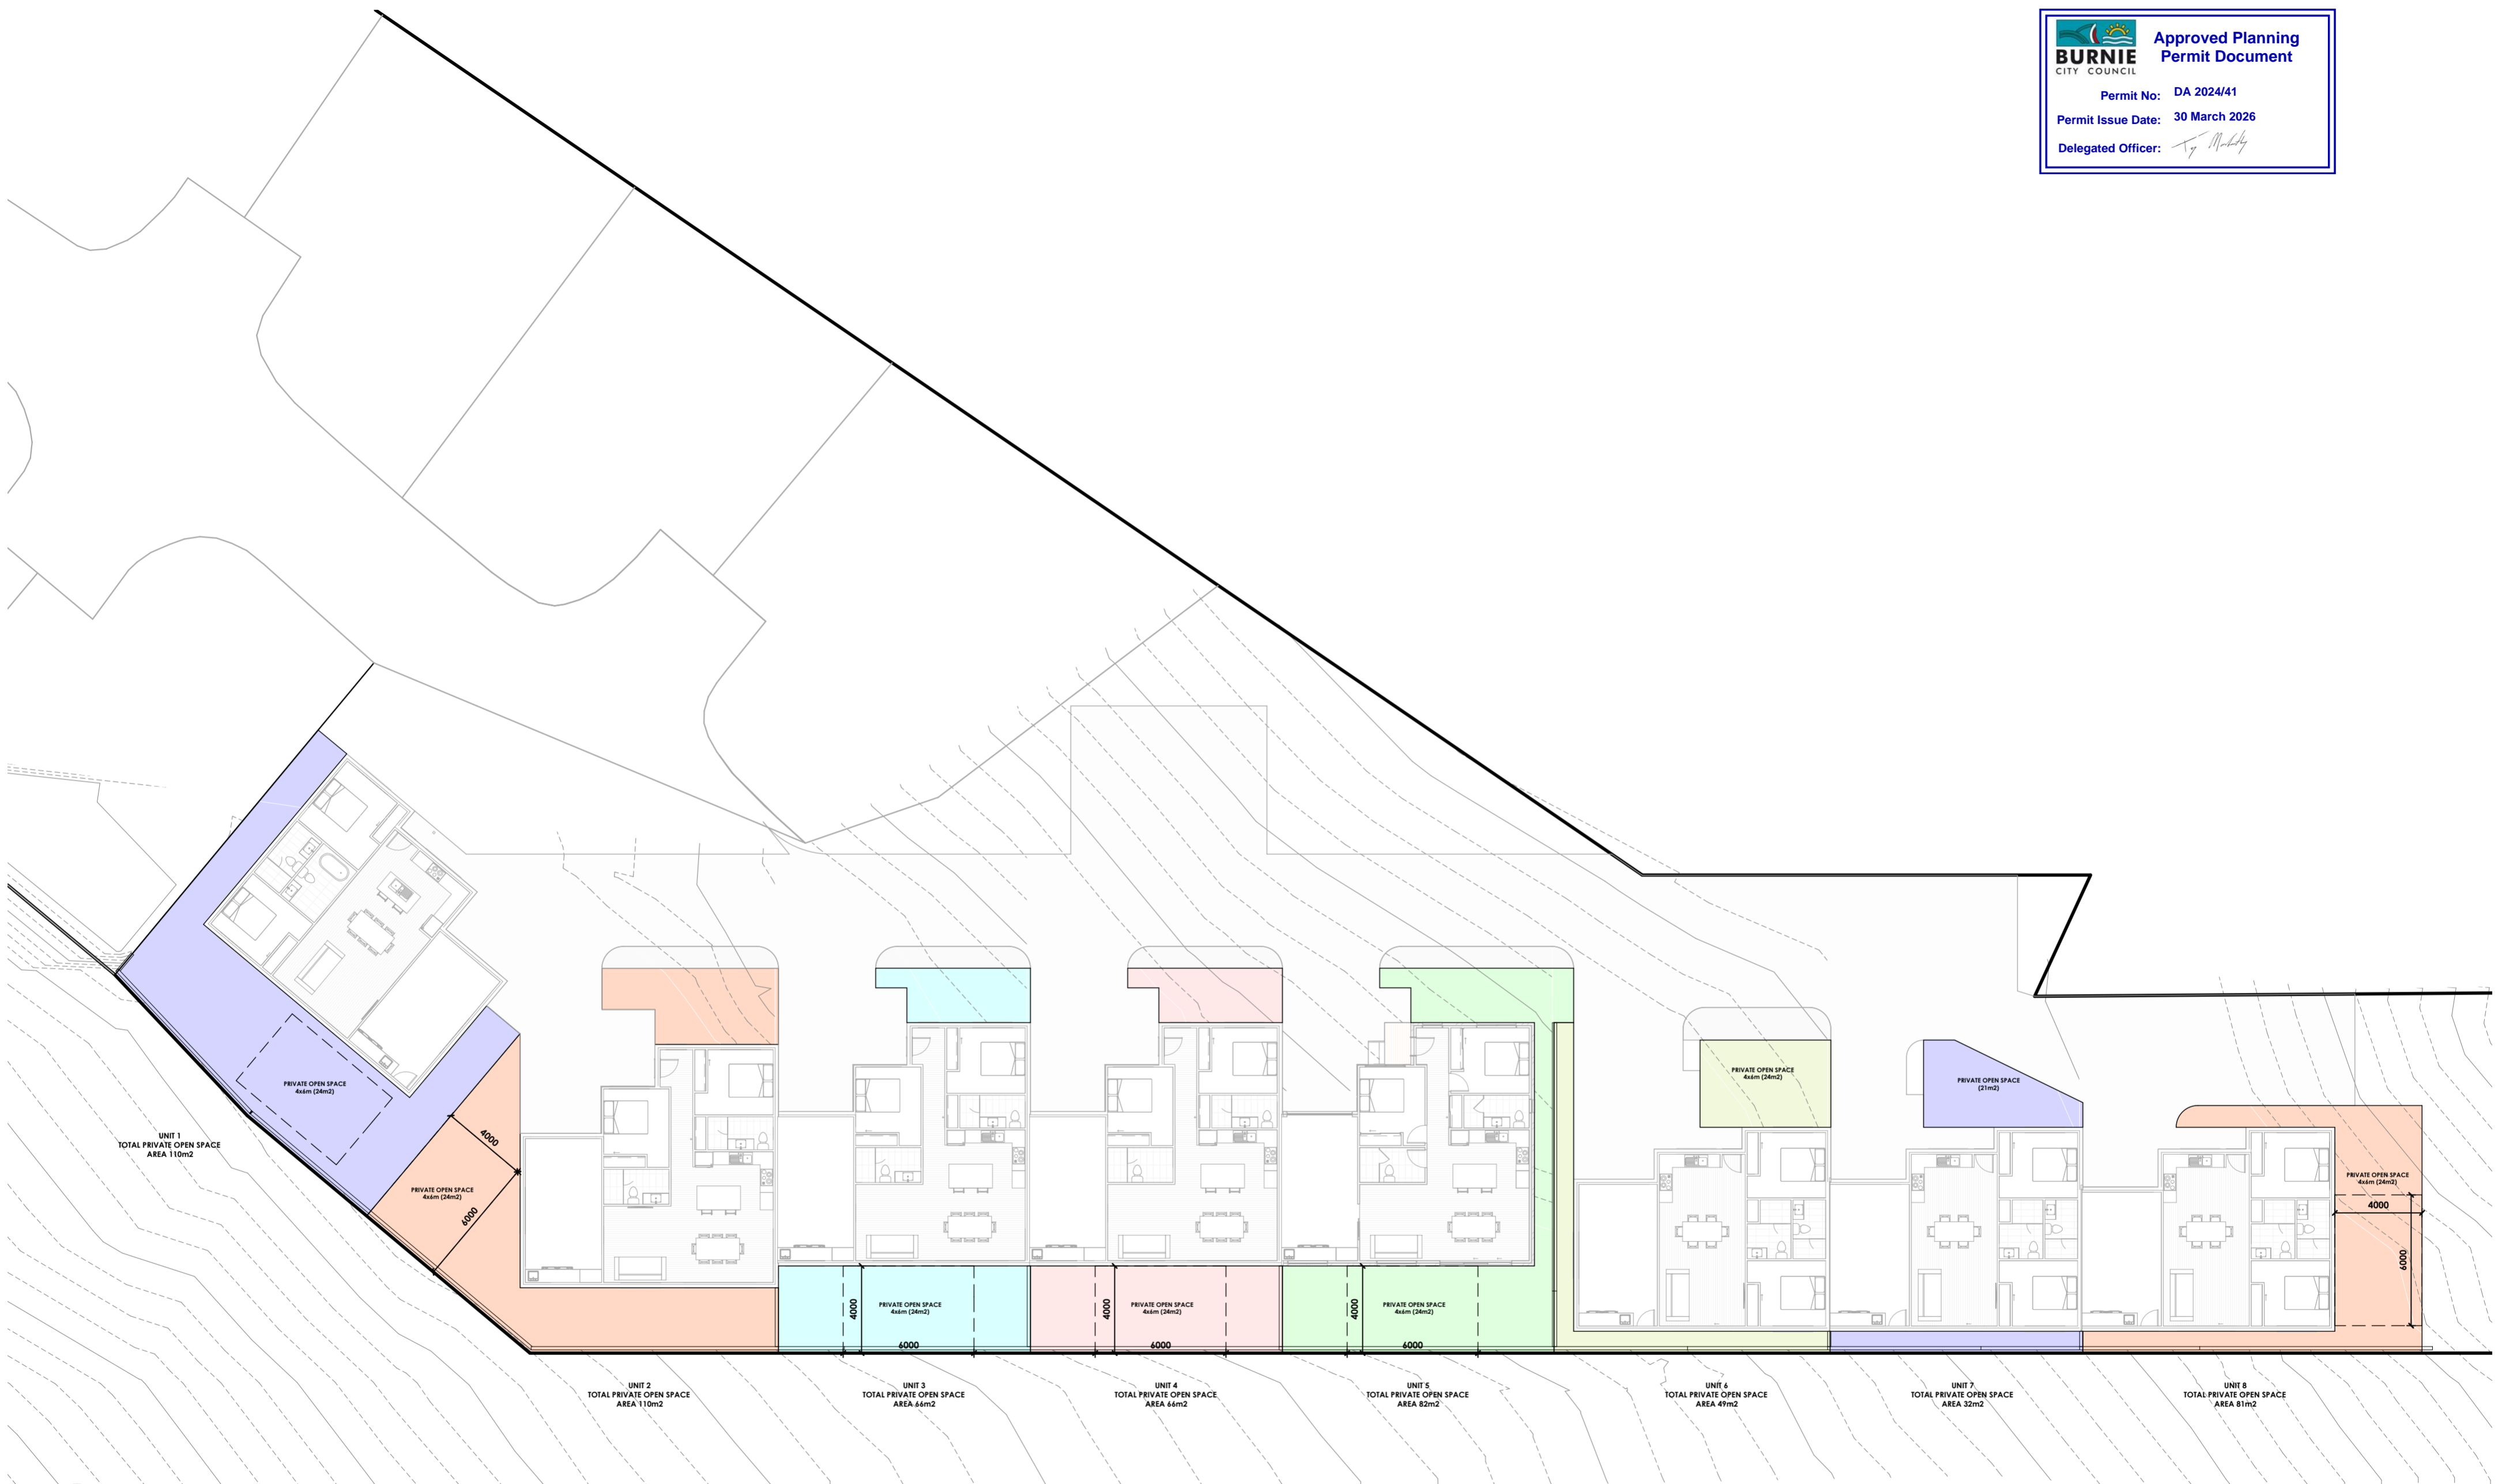 BURNIE
CITY COUNCIL
Approved Planning
Permit Document
Permit No: DA 2024/41
Permit Issue Date: 30 March 2026
Delegated Officer:
PRIVATE OPEN SPACE
4x6m (24m2)
UNIT 1
TOTAL PRIVATE OPEN SPACE
AREA 110m2
4000
PRIVATE OPEN SPACE
4x6m (24m2)
6000
4000
PRIVATE OPEN SPACE
4x6m (24m2)
6000
4000
PRIVATE OPEN SPACE
4x6m (24m2)
6000
4000
PRIVATE OPEN SPACE
4x6m (24m2)
6000
PRIVATE OPEN SPACE
4x6m (24m2)
PRIVATE OPEN SPACE
(21m2)
PRIVATE OPEN SPACE
4x6m (24m2)
4000
6000
UNIT 2
TOTAL PRIVATE OPEN SPACE
AREA 110m2
UNIT 3
TOTAL PRIVATE OPEN SPACE
AREA 66m2
UNIT 4
TOTAL PRIVATE OPEN SPACE
AREA 66m2
UNIT 5
TOTAL PRIVATE OPEN SPACE
AREA 82m2
UNIT 6
TOTAL PRIVATE OPEN SPACE
AREA 49m2
UNIT 7
TOTAL PRIVATE OPEN SPACE
AREA 32m2
UNIT 8
TOTAL PRIVATE OPEN SPACE
AREA 81m2